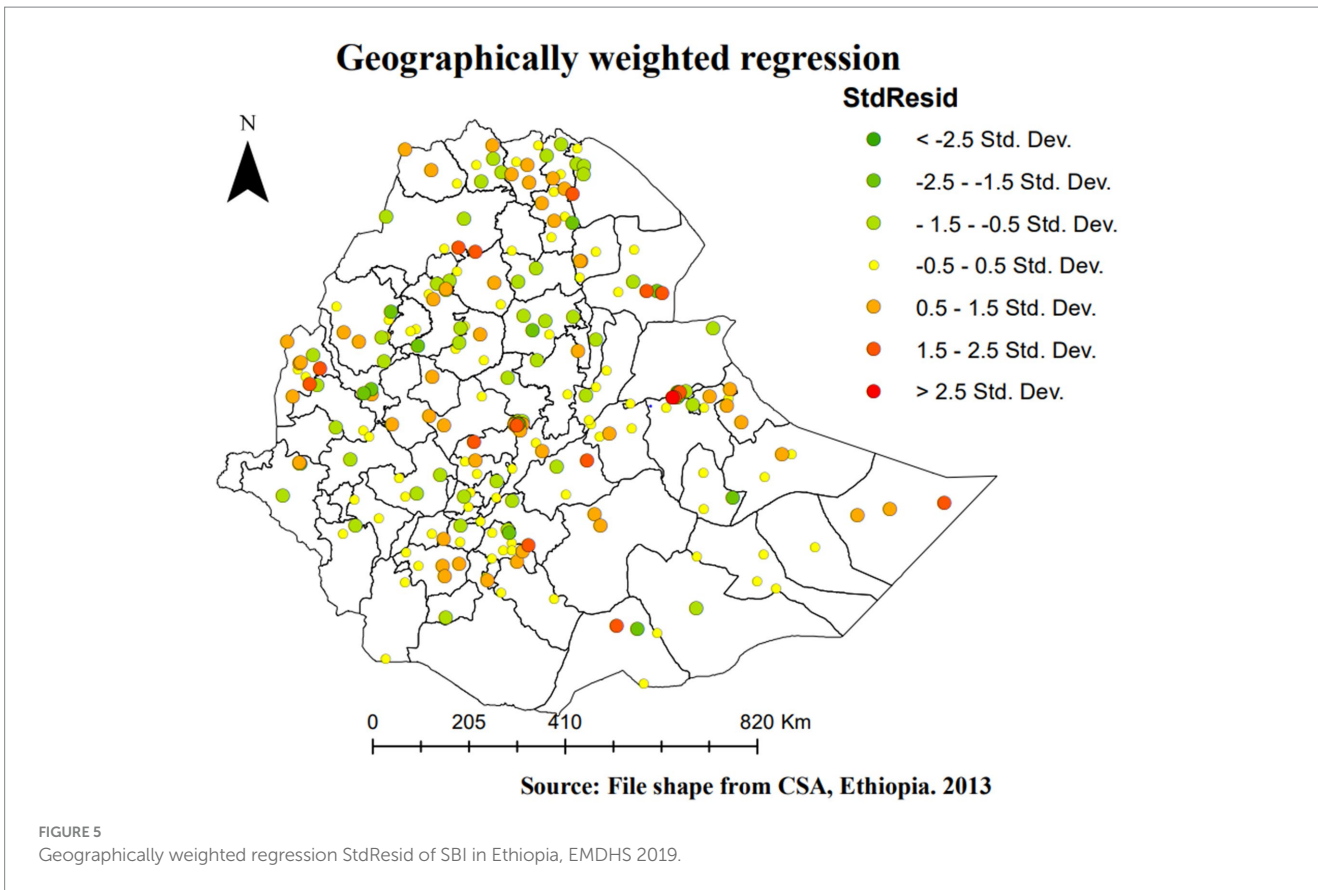 Geographically weighted regression
StdResid
N
< -2.5 Std. Dev.
-2.5 - -1.5 Std. Dev.
- 1.5 - -0.5 Std. Dev.
-0.5 - 0.5 Std. Dev.
0.5 - 1.5 Std. Dev.
1.5 - 2.5 Std. Dev.
> 2.5 Std. Dev.
0 205 410 820 Km
Source: File shape from CSA, Ethiopia. 2013
FIGURE 5
Geographically weighted regression StdResid of SBI in Ethiopia, EMDHS 2019.